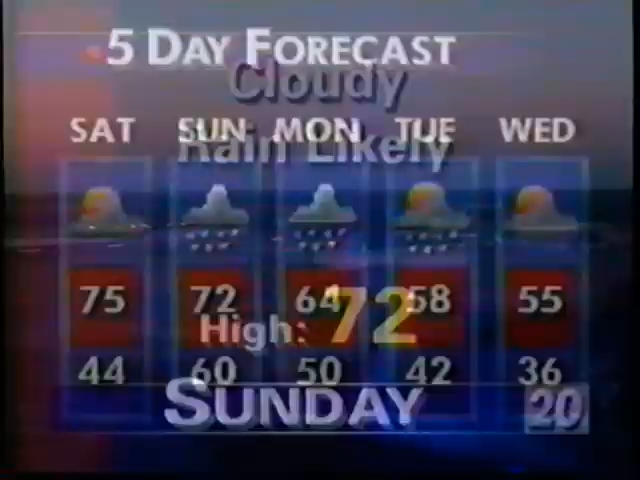 5 DAY FORECAST
Cloudy
SAT SUN MON TUE WED
Rain Likely
75 72 64 58 55
High: 72
44 60 50 42 36
SUNDAY
20